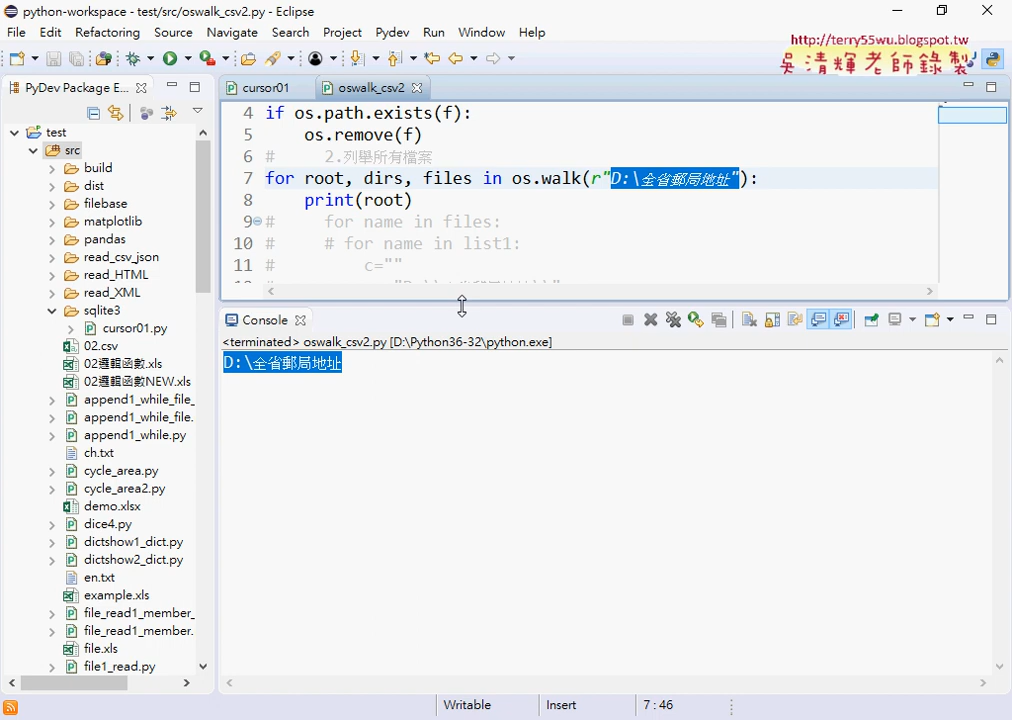 python-workspace - test/src/oswalk_csv2.py - Eclipse
File Edit Refactoring Source Navigate Search Project Pydev Run Window Help
http://terry55wu.blogspot.tw
吳清輝老師錄製
PyDev Package E...
test
src
build
dist
filebase
matplotlib
pandas
read_csv_json
read_HTML
read_XML
sqlite3
cursor01.py
02.csv
02邏輯函數.xls
02邏輯函數NEW.xls
append1_while_file_
append1_while_file.
append1_while.py
ch.txt
cycle_area.py
cycle_area2.py
demo.xlsx
dice4.py
dictshow1_dict.py
dictshow2_dict.py
en.txt
example.xls
file_read1_member_
file_read1_member.
file.xls
file1_read.py
cursor01 oswalk_csv2
4 if os.path.exists(f):
5 os.remove(f)
6 # 2.列舉所有檔案
7 for root, dirs, files in os.walk(r"D:\全省郵局地址"):
8 print(root)
9 # for name in files:
10 # # for name in list1:
11 # c=""
Console
<terminated> oswalk_csv2.py [D:\Python36-32\python.exe]
D:\全省郵局地址
Writable Insert 7 : 46